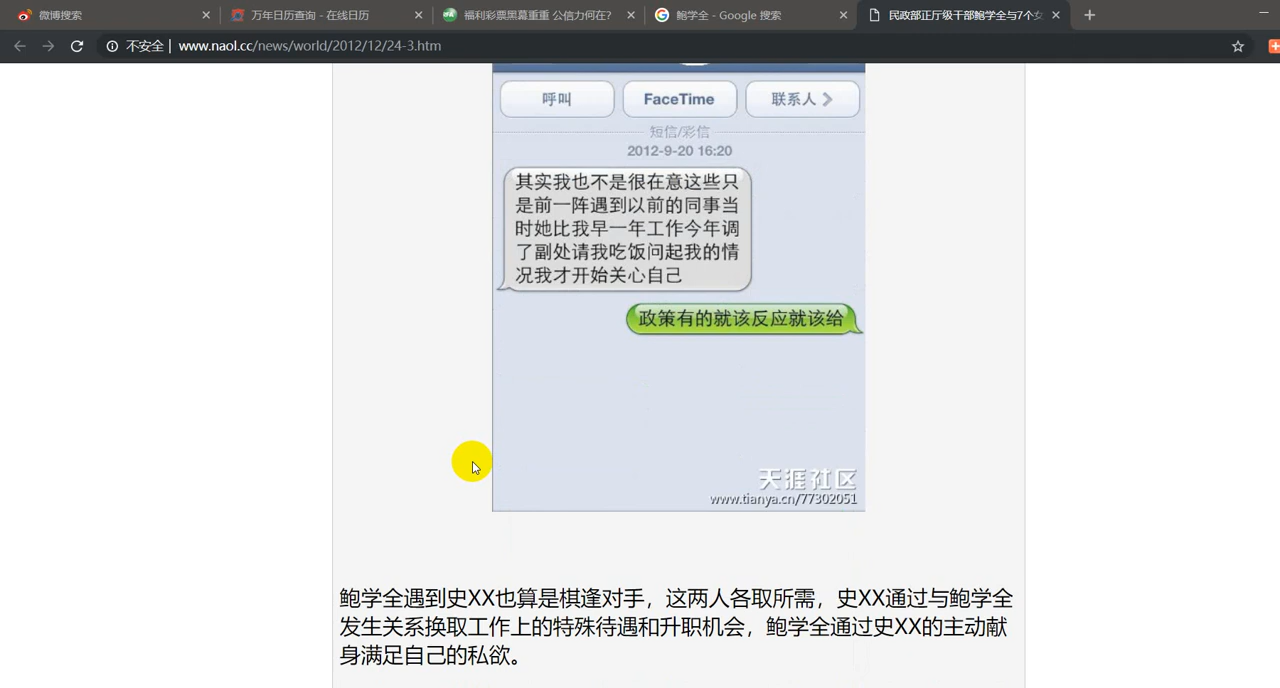 微博搜索
万年日历查询 - 在线日历
福利彩票黑幕重重 公信力何在?
鲍学全 - Google 搜索
民政部正厅级干部鲍学全与7个女
不安全 | www.naol.cc/news/world/2012/12/24-3.htm
呼叫
FaceTime
联系人
短信/彩信
2012-9-20 16:20
其实我也不是很在意这些只
是前一阵遇到以前的同事当
时她比我早一年工作今年调
了副处请我吃饭问起我的情
况我才开始关心自己
政策有的就该反应就该给
天涯社区
www.tianya.cn/77302051
鲍学全遇到史XX也算是棋逢对手，这两人各取所需，史XX通过与鲍学全
发生关系换取工作上的特殊待遇和升职机会，鲍学全通过史XX的主动献
身满足自己的私欲。